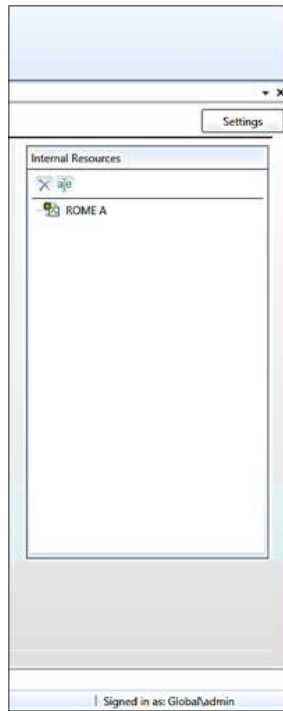 Settings
Internal Resources
a|e
ROME A
Signed in as: Global\admin